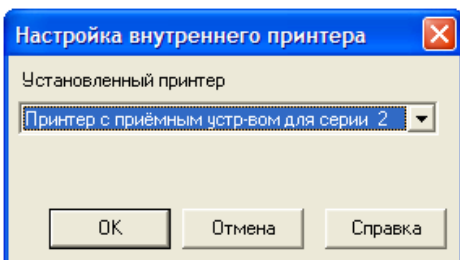 Настройка внутреннего принтера
Установленный принтер
Принтер с приёмным устр-вом для серии 2
OK
Отмена
Справка